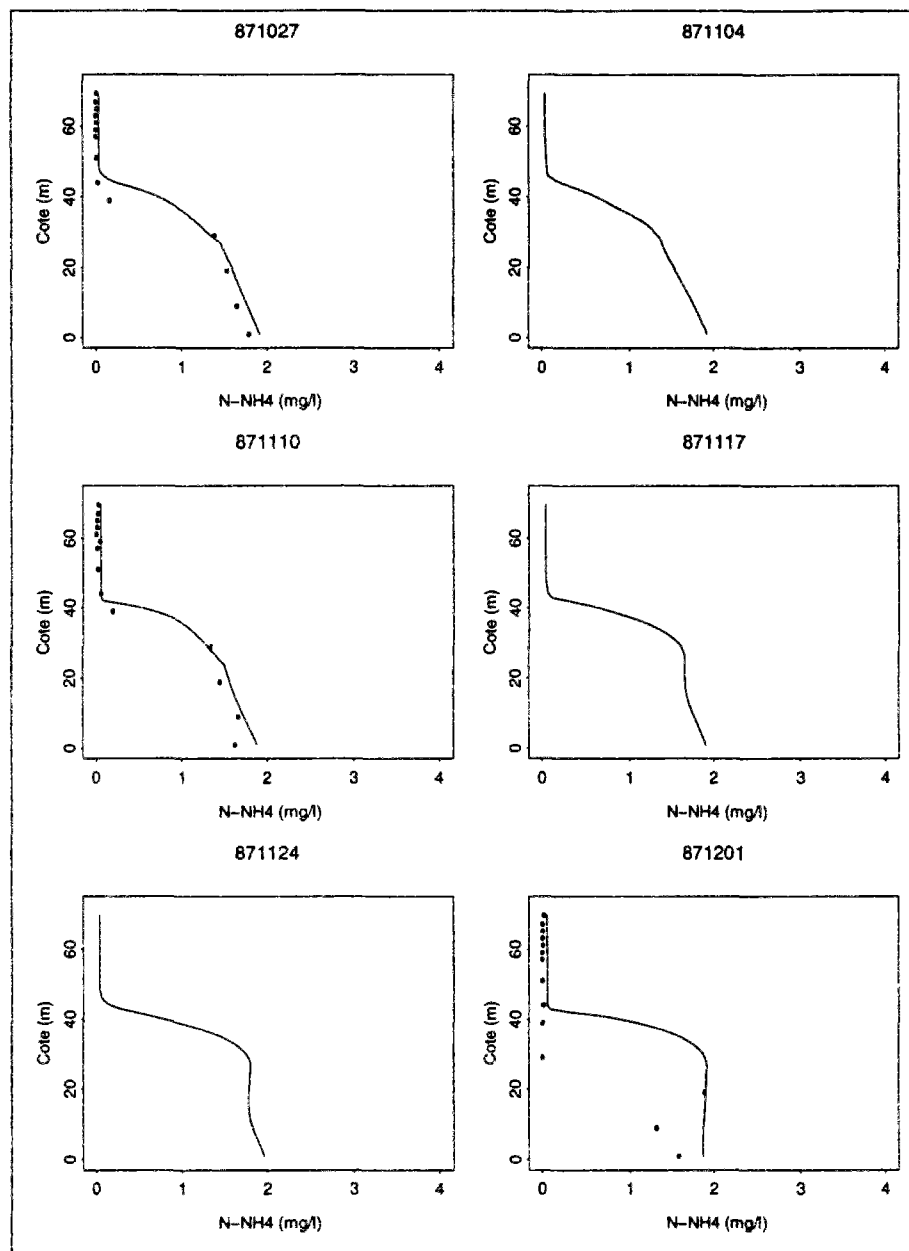 871027
871104
60
40
20
0
Cote (m)
0 1 2 3 4
N-NH4 (mg/l)
60
40
20
0
Cote (m)
0 1 2 3 4
N-NH4 (mg/l)
871110
871117
60
40
20
0
Cote (m)
0 1 2 3 4
N-NH4 (mg/l)
60
40
20
0
Cote (m)
0 1 2 3 4
N-NH4 (mg/l)
871124
871201
60
40
20
0
Cote (m)
0 1 2 3 4
N-NH4 (mg/l)
60
40
20
0
Cote (m)
0 1 2 3 4
N-NH4 (mg/l)